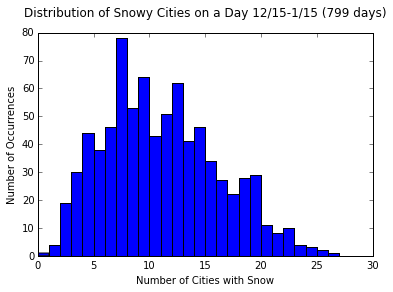 Distribution of Snowy Cities on a Day 12/15-1/15 (799 days)
80
70
60
50
40
30
20
10
0
Number of Occurrences
0 5 10 15 20 25 30
Number of Cities with Snow